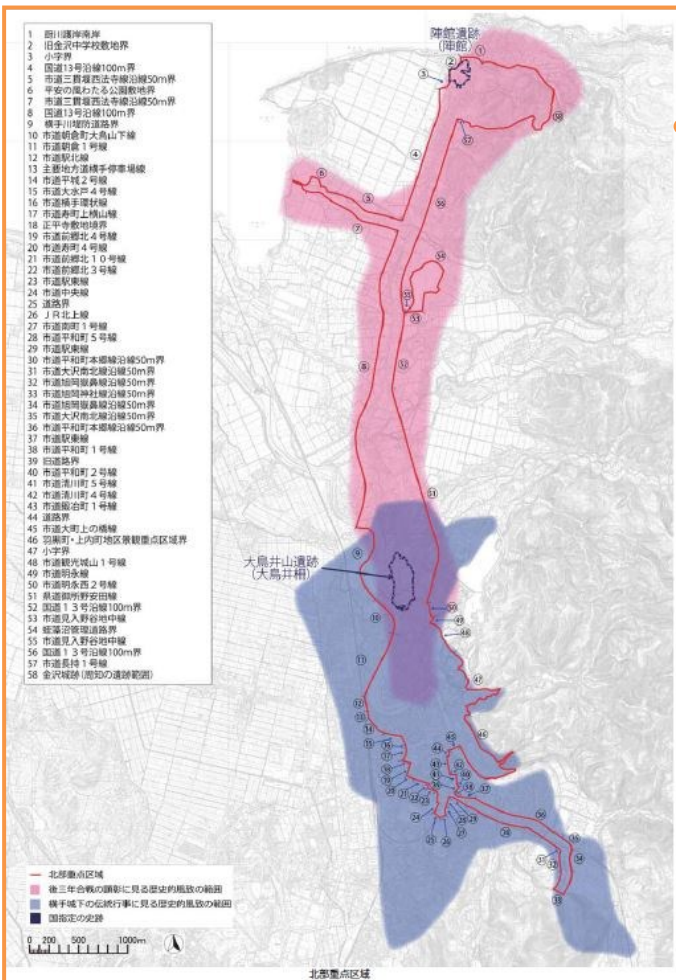 1 厨川護岸南岸
2 旧金沢中学校敷地界
3 小字界
4 国道13号沿線100m界
5 市道三貫堰西法寺線沿線50m界
6 平安の風わたる公園敷地界
7 市道三貫堰西法寺線沿線50m界
8 国道13号沿線100m界
9 横手川堤防道路界
10 市道朝倉町大鳥山下線
11 市道朝倉1号線
12 市道駅北線
13 主要地方道横手停車場線
14 市道平城2号線
15 市道大水戸4号線
16 市道横手環状線
17 市道寿町上横山線
18 正平寺敷地境界
19 市道前郷北4号線
20 市道寿町4号線
21 市道前郷北10号線
22 市道前郷北3号線
23 市道駅東線
24 市道中央線
25 道路界
26 JR北上線
27 市道南町1号線
28 市道平和町5号線
29 市道駅東線
30 市道平和町本郷線沿線50m界
31 市道大沢南北線沿線50m界
32 市道旭岡嶽鼻線沿線50m界
33 市道旭岡神社線沿線50m界
34 市道旭岡嶽鼻線沿線50m界
35 市道大沢南北線沿線50m界
36 市道平和町本郷線沿線50m界
37 市道駅東線
38 市道平和町1号線
39 旧道路界
40 市道平和町2号線
41 市道清川町5号線
42 市道清川町4号線
43 市道鍛冶町1号線
44 道路界
45 市道大町上の橋線
46 羽黒町・上内町地区景観重点区域界
47 小字界
48 市道観光城山1号線
49 市道明永線
50 市道明永西2号線
51 県道御所野安田線
52 国道13号沿線100m界
53 市道見入野谷地中線
54 蛭藻沼管理道路界
55 市道見入野谷地中線
56 国道13号沿線100m界
57 市道長持1号線
58 金沢城跡(周知の遺跡範囲)
陣館遺跡
(陣館)
大鳥井山遺跡
(大鳥井柵)
北部重点区域
後三年合戦の顕彰に見る歴史的風致の範囲
横手城下の伝統行事に見る歴史的風致の範囲
国指定の史跡
0 200 500 1000m
北部重点区域